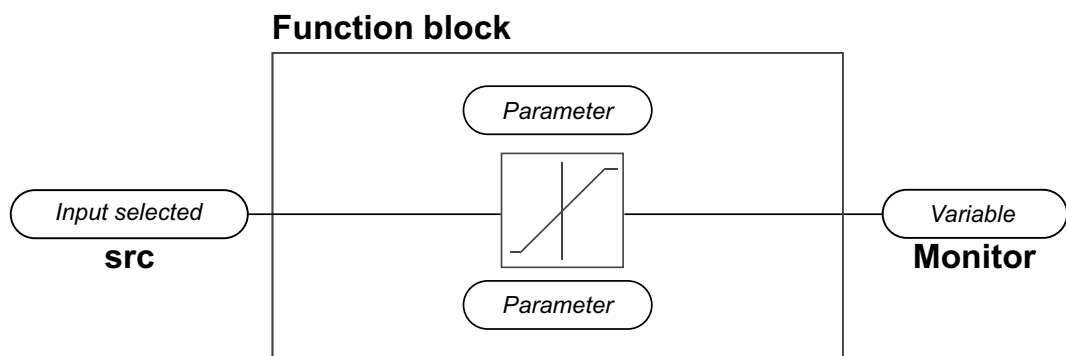 Function block
Parameter
Input selected
src
Variable
Monitor
Parameter